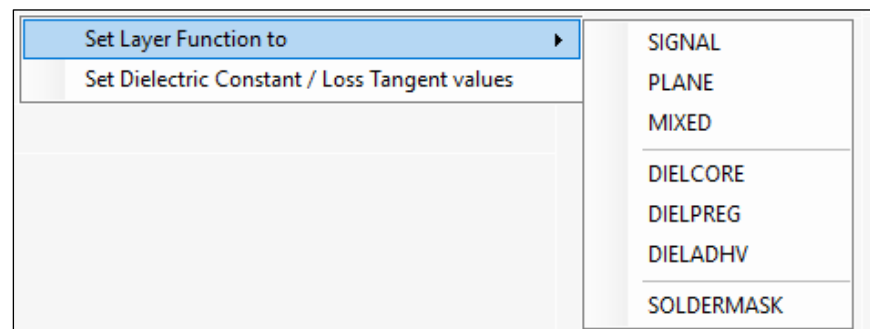 Set Layer Function to
Set Dielectric Constant / Loss Tangent values
SIGNAL
PLANE
MIXED
DIELCORE
DIELPREG
DIELADHV
SOLDERMASK